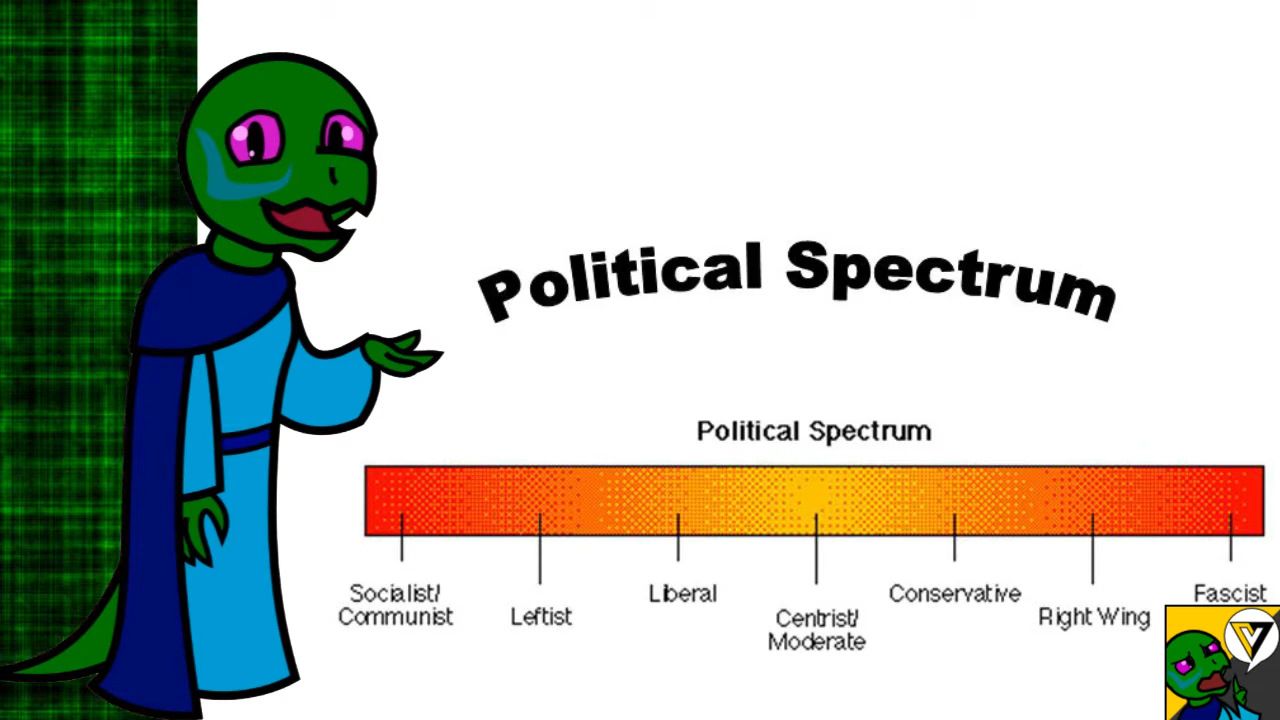 Political Spectrum
Political Spectrum
Socialist/
Communist
Leftist
Liberal
Centrist/
Moderate
Conservative
Right Wing
Fascist